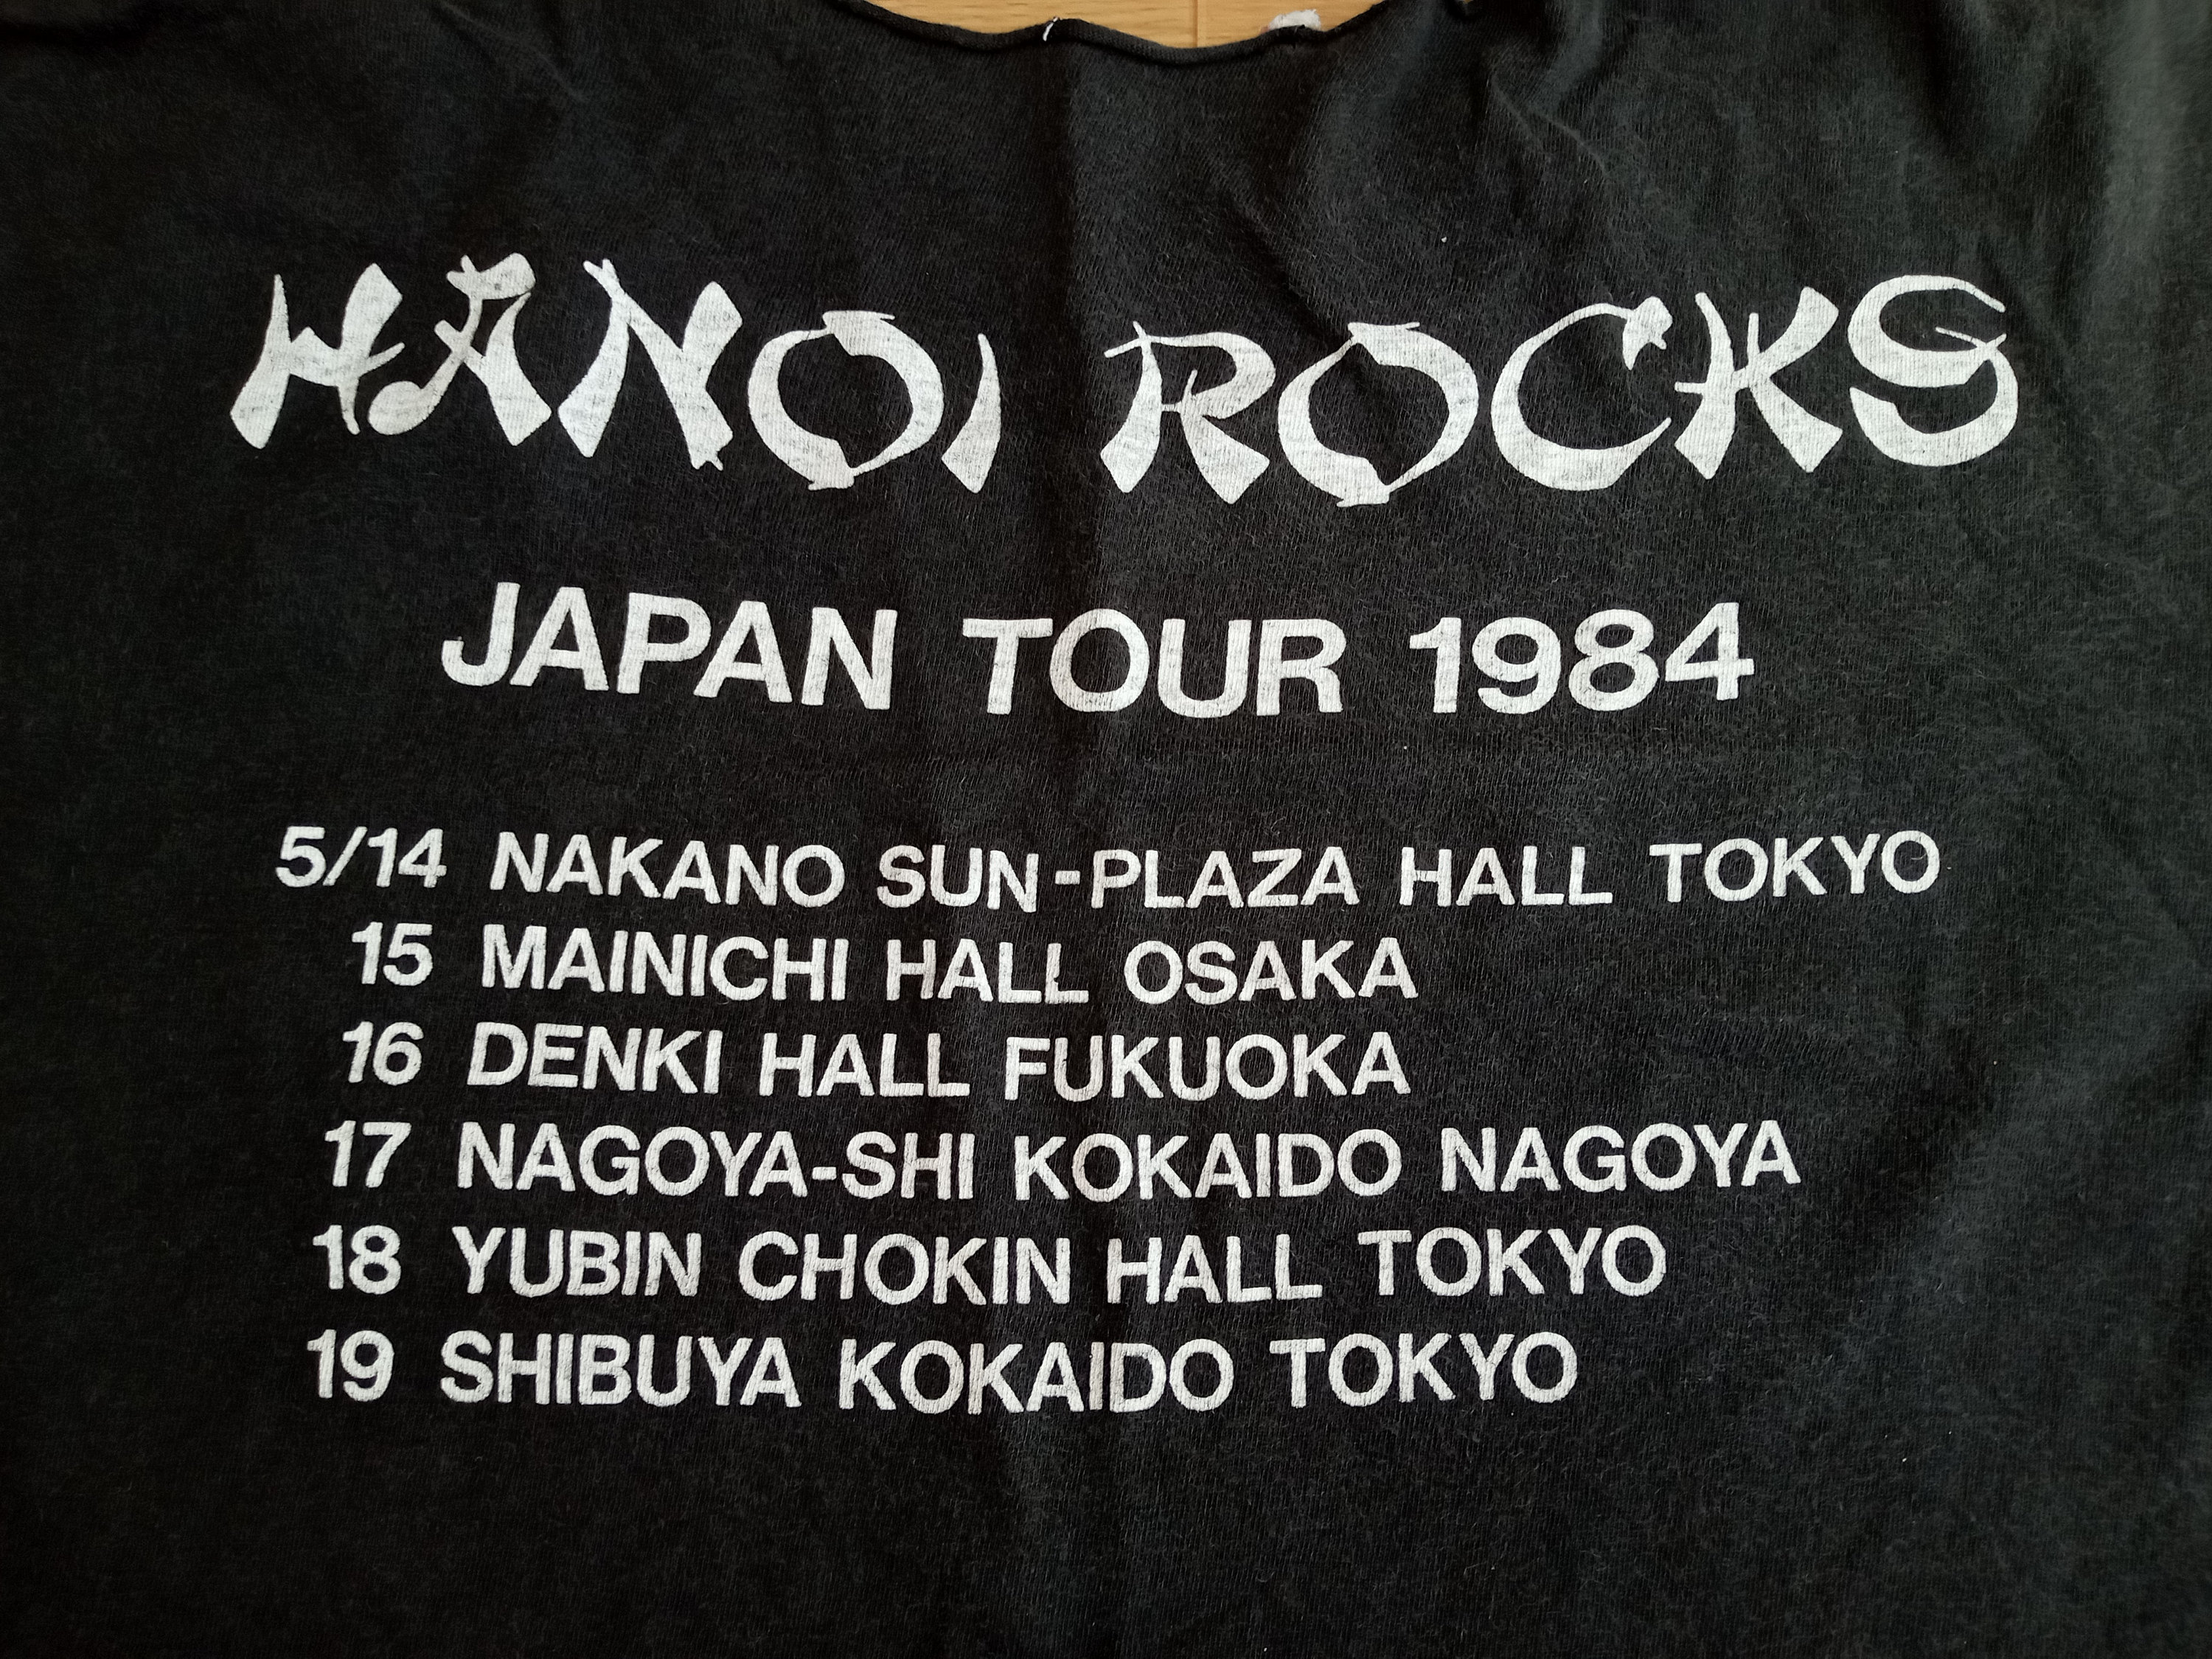 HANOI ROCKS
JAPAN TOUR 1984
5/14 NAKANO SUN-PLAZA HALL TOKYO
15 MAINICHI HALL OSAKA
16 DENKI HALL FUKUOKA
17 NAGOYA-SHI KOKAIDO NAGOYA
18 YUBIN CHOKIN HALL TOKYO
19 SHIBUYA KOKAIDO TOKYO